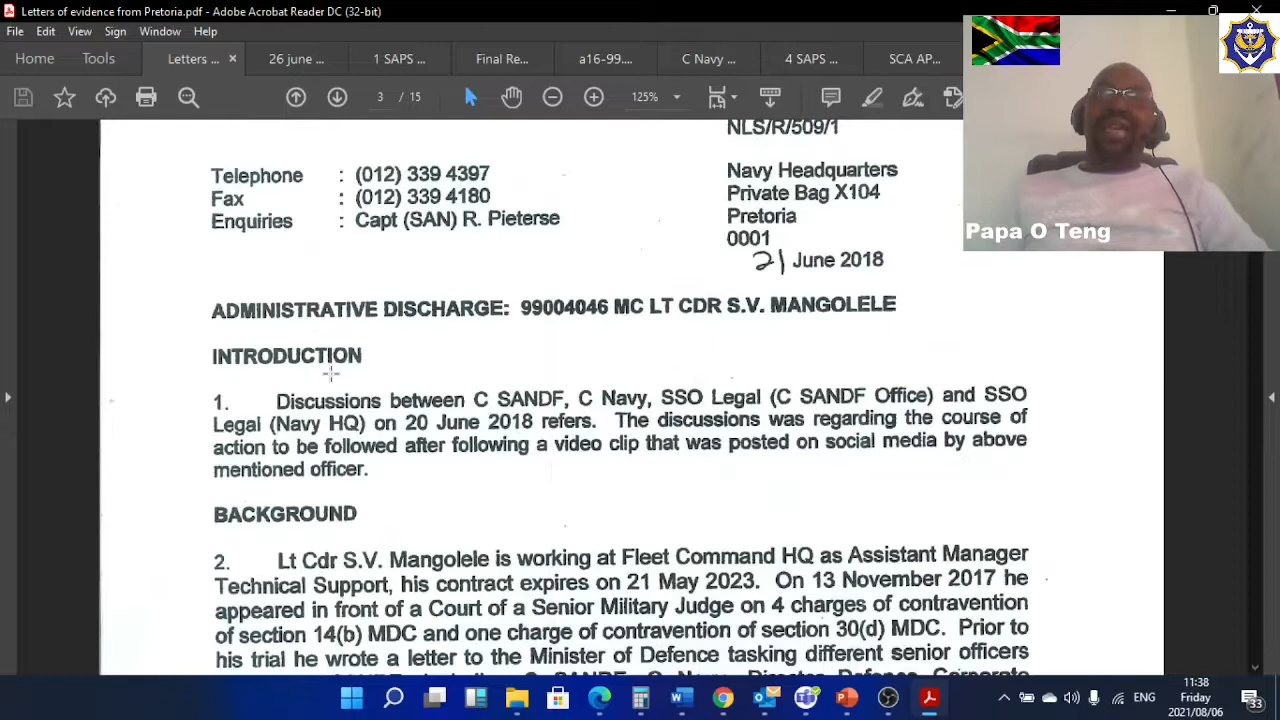 Letters of evidence from Pretoria.pdf - Adobe Acrobat Reader DC (32-bit)
File Edit View Sign Window Help
Home Tools Letters ... × 26 june ... 1 SAPS ... Final Re... a16-99... C Navy ... 4 SAPS ... SCA AP...
3 / 15 125%
NLS/R/509/1
Telephone : (012) 339 4397
Fax : (012) 339 4180
Enquiries : Capt (SAN) R. Pieterse
Navy Headquarters
Private Bag X104
Pretoria
0001
21 June 2018
Papa O Teng
ADMINISTRATIVE DISCHARGE: 99004046 MC LT CDR S.V. MANGOLELE
INTRODUCTION
1. Discussions between C SANDF, C Navy, SSO Legal (C SANDF Office) and SSO
Legal (Navy HQ) on 20 June 2018 refers. The discussions was regarding the course of
action to be followed after following a video clip that was posted on social media by above
mentioned officer.
BACKGROUND
2. Lt Cdr S.V. Mangolele is working at Fleet Command HQ as Assistant Manager
Technical Support, his contract expires on 21 May 2023. On 13 November 2017 he
appeared in front of a Court of a Senior Military Judge on 4 charges of contravention
of section 14(b) MDC and one charge of contravention of section 30(d) MDC. Prior to
his trial he wrote a letter to the Minister of Defence tasking different senior officers
ENG
11:38
Friday
2021/08/06
33